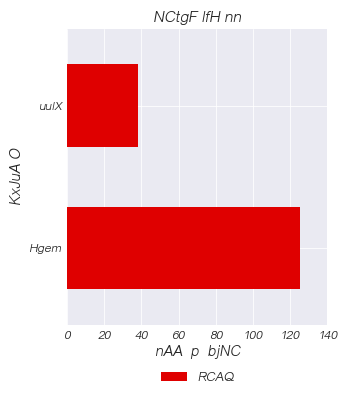 NCtgF lfH nn
KxJuA O
uulX
Hgem
0 20 40 60 80 100 120 140
nAA p bjNC
RCAQ